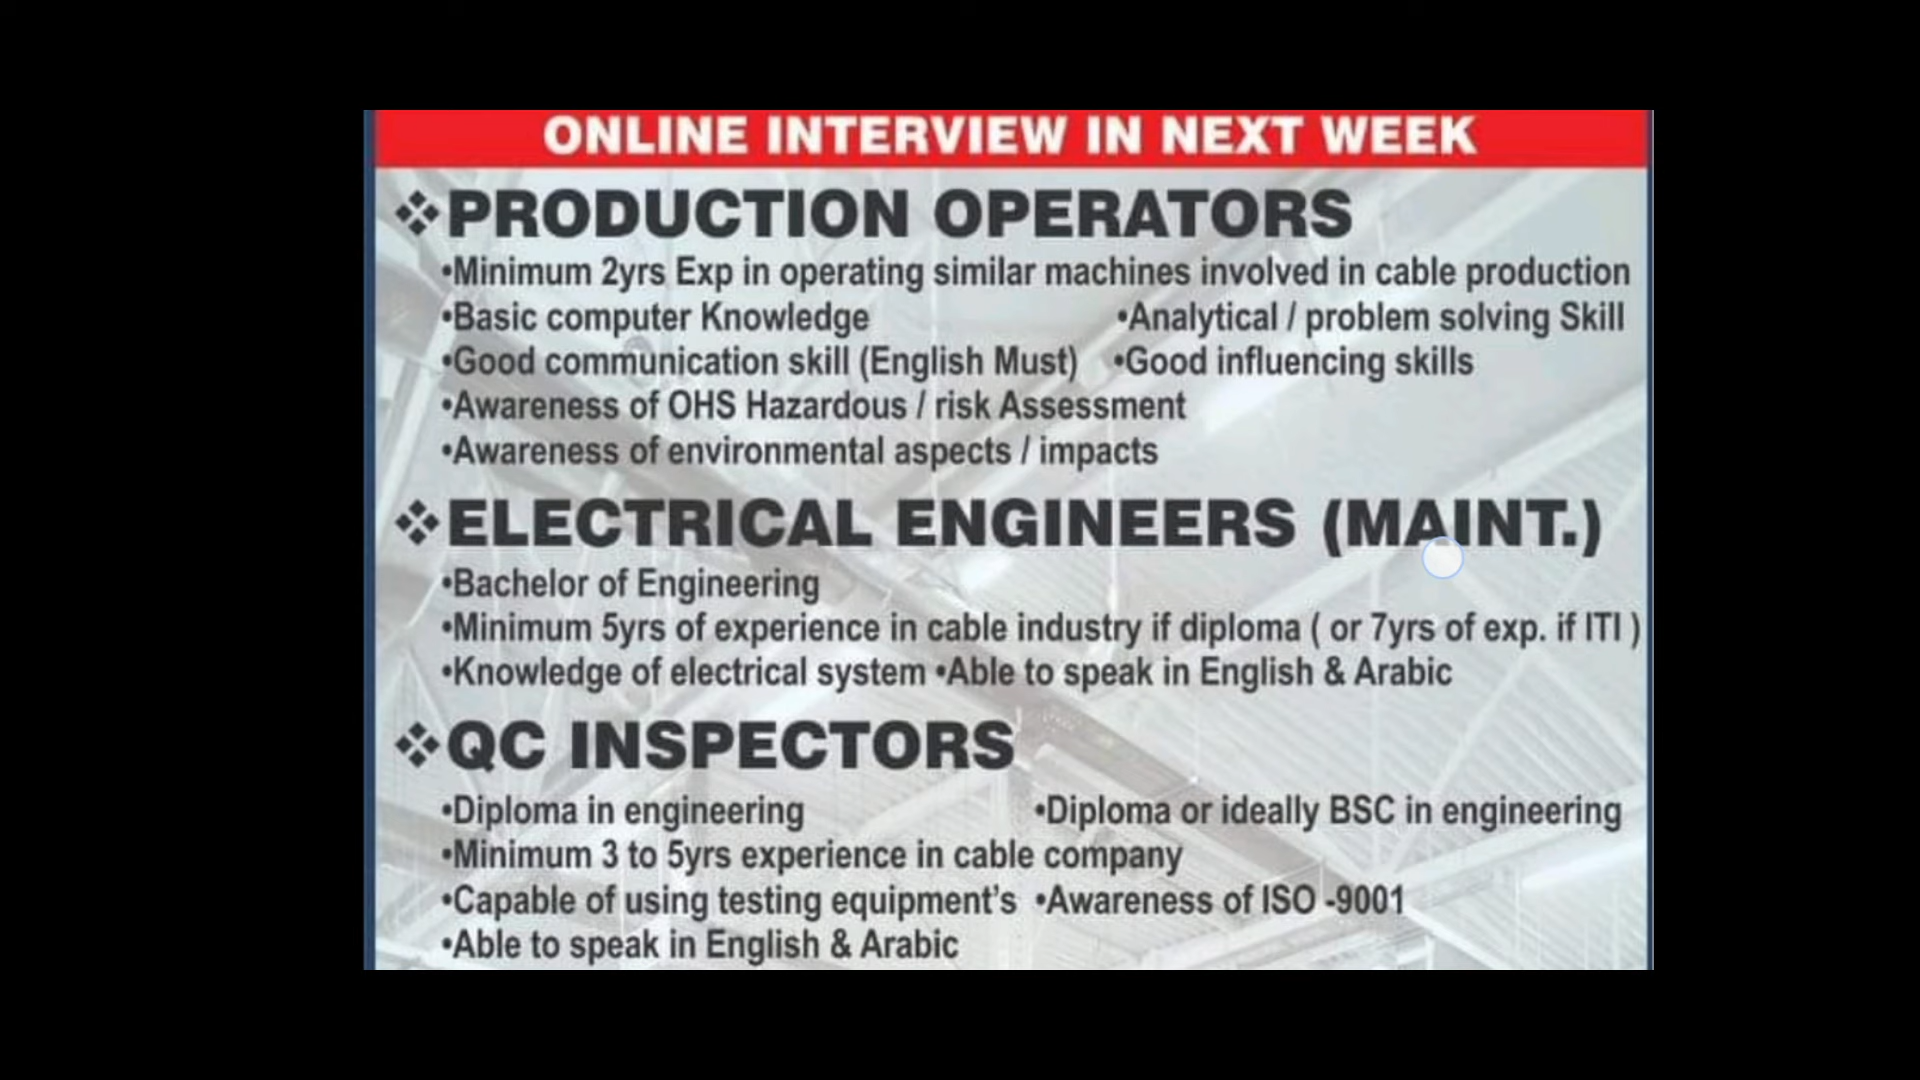 ONLINE INTERVIEW IN NEXT WEEK
❖PRODUCTION OPERATORS
•Minimum 2yrs Exp in operating similar machines involved in cable production
•Basic computer Knowledge •Analytical / problem solving Skill
•Good communication skill (English Must) •Good influencing skills
•Awareness of OHS Hazardous / risk Assessment
•Awareness of environmental aspects / impacts
❖ELECTRICAL ENGINEERS (MAINT.)
•Bachelor of Engineering
•Minimum 5yrs of experience in cable industry if diploma ( or 7yrs of exp. if ITI )
•Knowledge of electrical system •Able to speak in English & Arabic
❖QC INSPECTORS
•Diploma in engineering •Diploma or ideally BSC in engineering
•Minimum 3 to 5yrs experience in cable company
•Capable of using testing equipment's •Awareness of ISO -9001
•Able to speak in English & Arabic